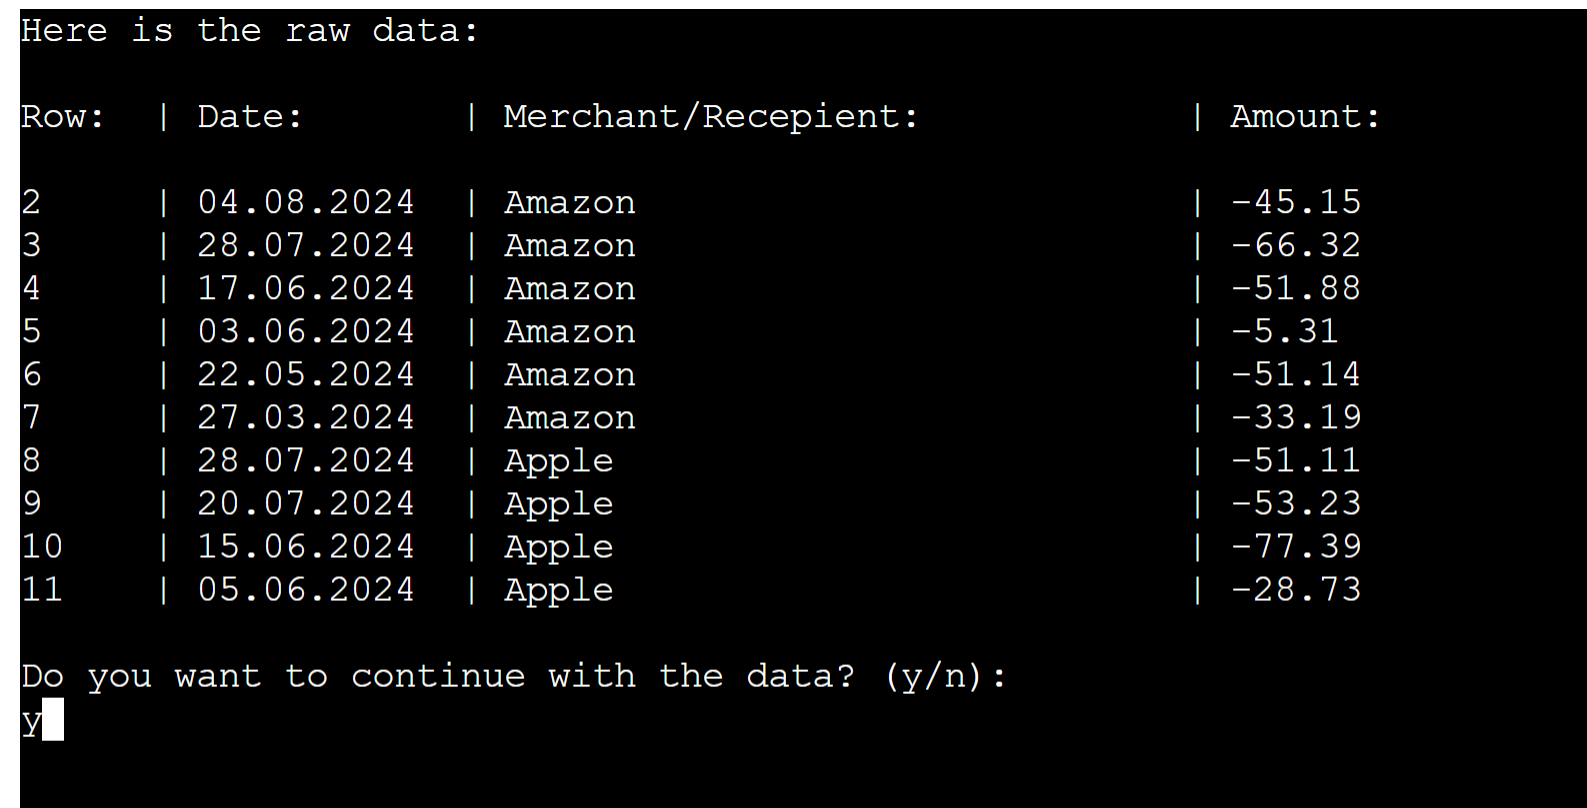 Here is the raw data:
Row: | Date: | Merchant/Recepient: | Amount:
2 | 04.08.2024 | Amazon | -45.15
3 | 28.07.2024 | Amazon | -66.32
4 | 17.06.2024 | Amazon | -51.88
5 | 03.06.2024 | Amazon | -5.31
6 | 22.05.2024 | Amazon | -51.14
7 | 27.03.2024 | Amazon | -33.19
8 | 28.07.2024 | Apple | -51.11
9 | 20.07.2024 | Apple | -53.23
10 | 15.06.2024 | Apple | -77.39
11 | 05.06.2024 | Apple | -28.73
Do you want to continue with the data? (y/n):
y